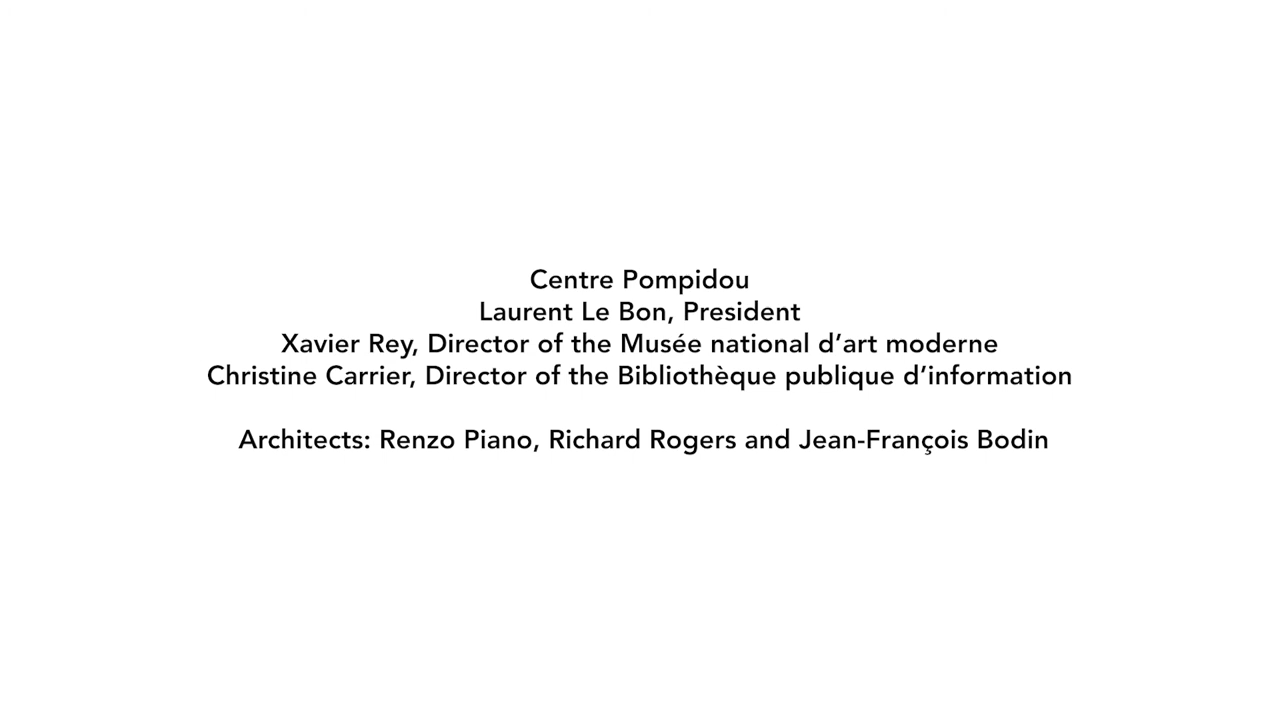 Centre Pompidou
Laurent Le Bon, President
Xavier Rey, Director of the Musée national d’art moderne
Christine Carrier, Director of the Bibliothèque publique d’information
Architects: Renzo Piano, Richard Rogers and Jean-François Bodin